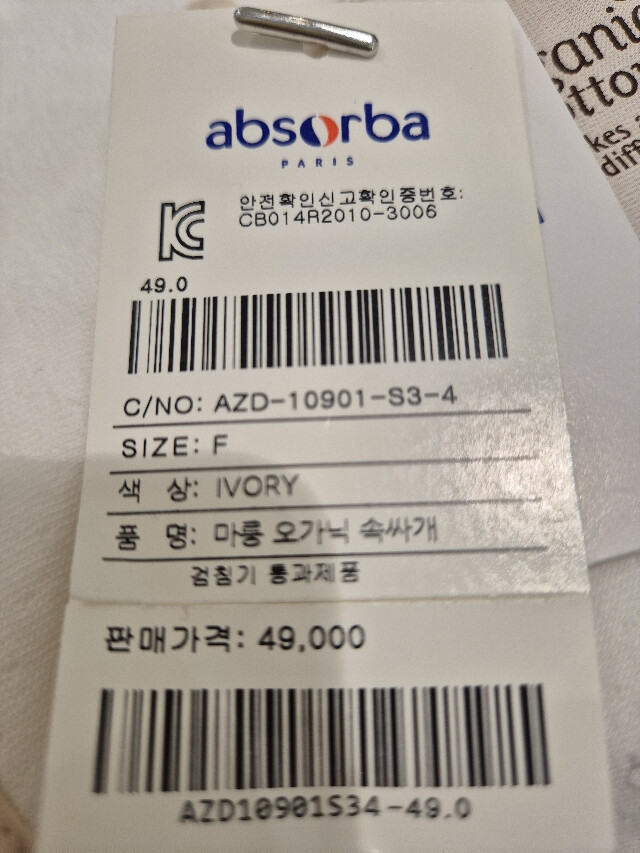 absorba
PARIS
안전확인신고확인증번호:
CB014R2010-3006
49.0
C/NO: AZD-10901-S3-4
SIZE: F
색 상: IVORY
품 명: 마롱 오가닉 속싸개
검침기 통과제품
판매가격: 49,000
AZD10901S34-49.0